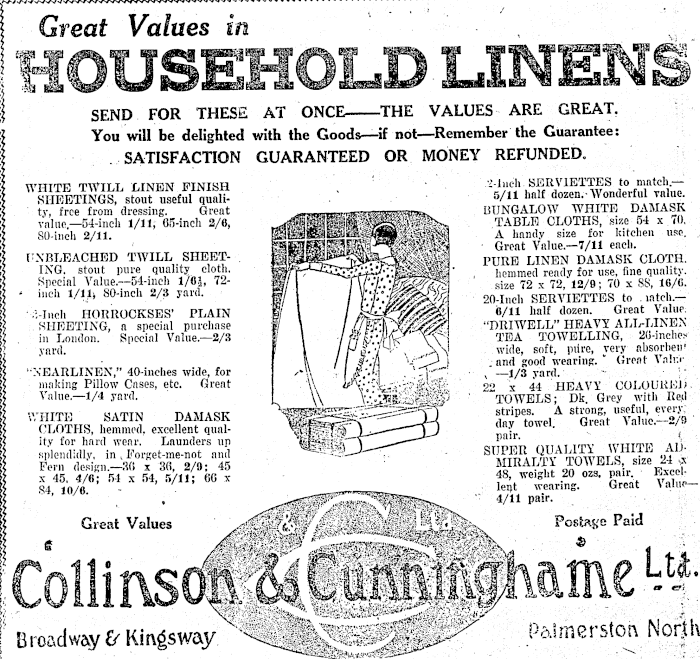 Great Values in
HOUSEHOLD LINENS
SEND FOR THESE AT ONCE—THE VALUES ARE GREAT.
You will be delighted with the Goods—if not—Remember the Guarantee:
SATISFACTION GUARANTEED OR MONEY REFUNDED.
WHITE TWILL LINEN FINISH
SHEETINGS, stout useful quali-
ty, free from dressing. Great
value,—54-inch 1/11, 65-inch 2/6,
80-inch 2/11.
UNBLEACHED TWILL SHEET-
ING, stout pure quality cloth.
Special Value.—54-inch 1/6½, 72-
inch 1/11, 80-inch 2/3 yard.
-Inch HORROCKSES' PLAIN
SHEETING, a special purchase
in London. Special Value.—2/3
yard.
"NEARLINEN," 40-inches wide, for
making Pillow Cases, etc. Great
Value.—1/4 yard.
WHITE SATIN DAMASK
CLOTHS, hemmed, excellent qual-
ity for hard wear. Launders up
splendidly, in Forget-me-not and
Fern design.—36 x 36, 2/9; 45
x 45, 4/6; 54 x 54, 5/11; 66 x
84, 10/6.
2-Inch SERVIETTES to match,—
5/11 half dozen. Wonderful value.
BUNGALOW WHITE DAMASK
TABLE CLOTHS, size 54 x 70.
A handy size for kitchen use.
Great Value.—7/11 each.
PURE LINEN DAMASK CLOTH,
hemmed ready for use, fine quality.
size 72 x 72, 12/9; 70 x 88, 16/6.
20-Inch SERVIETTES to match.—
6/11 half dozen. Great Value.
"DRIWELL" HEAVY ALL-LINEN
TEA TOWELLING, 26-inches
wide, soft, pure, very absorben
and good wearing. Great Value
—1/3 yard.
22 x 44 HEAVY COLOURED
TOWELS; Dk. Grey with Red
stripes. A strong, useful, every
day towel. Great Value.—2/9
pair.
SUPER QUALITY WHITE AD-
MIRALTY TOWELS, size 24 x
48, weight 20 ozs. pair. Excel-
lent wearing. Great Value—
4/11 pair.
Great Values
Postage Paid
& Ltd
Collinson & Cunninghame Ltd.
Broadway & Kingsway
Palmerston North